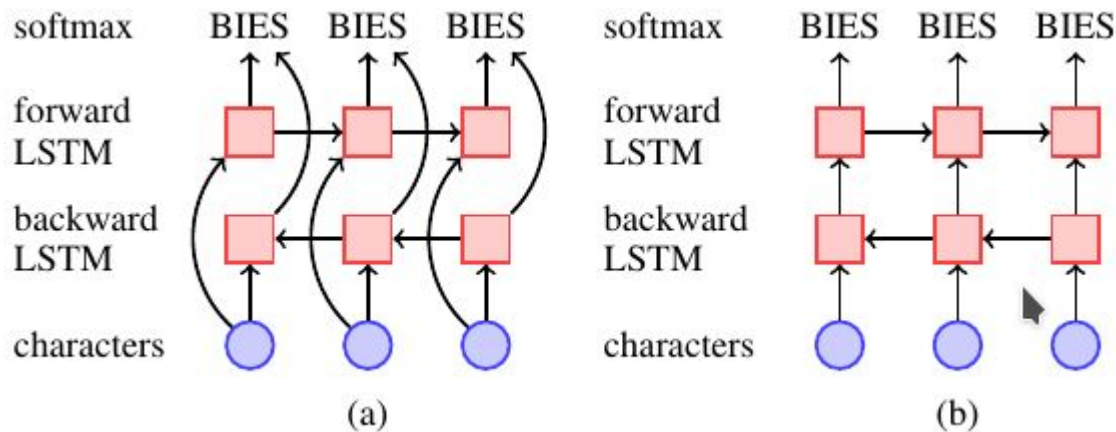 softmax BIES BIES BIES
forward
LSTM
backward
LSTM
characters
(a)
softmax BIES BIES BIES
forward
LSTM
backward
LSTM
characters
(b)